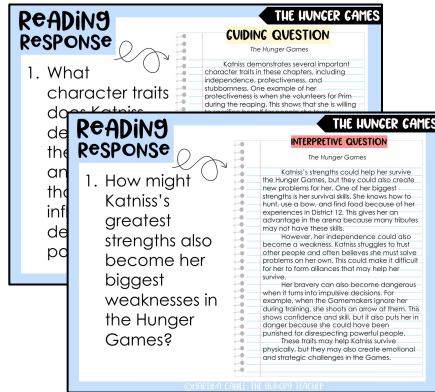 READING
RESPONSE
THE HUNGER GAMES
GUIDING QUESTION
The Hunger Games
1. What
character traits
does Katniss
Katniss demonstrates several important
character traits in these chapters, including
independence, protectiveness, and
stubbornness. One example of her
protectiveness is when she volunteers for Prim
during the reaping. This shows that she is willing
READING
RESPONSE
THE HUNGER GAMES
INTERPRETIVE QUESTION
The Hunger Games
1. How might
Katniss's
greatest
strengths also
become her
biggest
weaknesses in
the Hunger
Games?
Katniss's strengths could help her survive
the Hunger Games, but they could also create
new problems for her. One of her biggest
strengths is her survival skills. She knows how to
hunt, use a bow, and find food because of her
experiences in District 12. This gives her an
advantage in the arena because many tributes
may not have these skills.
However, her independence could also
become a weakness. Katniss struggles to trust
other people and often believes she must solve
problems on her own. This could make it difficult
for her to form alliances that may help her
survive.
Her bravery can also become dangerous
when it turns into impulsive decisions. For
example, when the Gamemakers ignore her
during training, she shoots an arrow at them. This
shows confidence and skill, but it also puts her in
danger because she could have been
punished for disrespecting powerful people.
These traits may help Katniss survive
physically, but they may also create emotional
and strategic challenges in the Games.
©MARTINA CAHILL, THE HUNGRY TEACHER